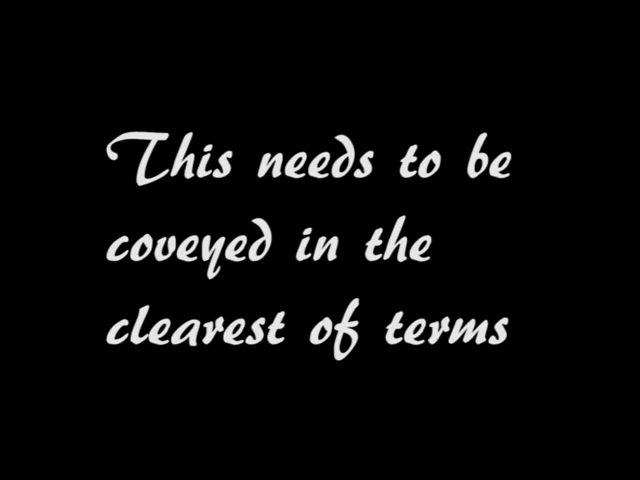 This needs to be
coveyed in the
clearest of terms